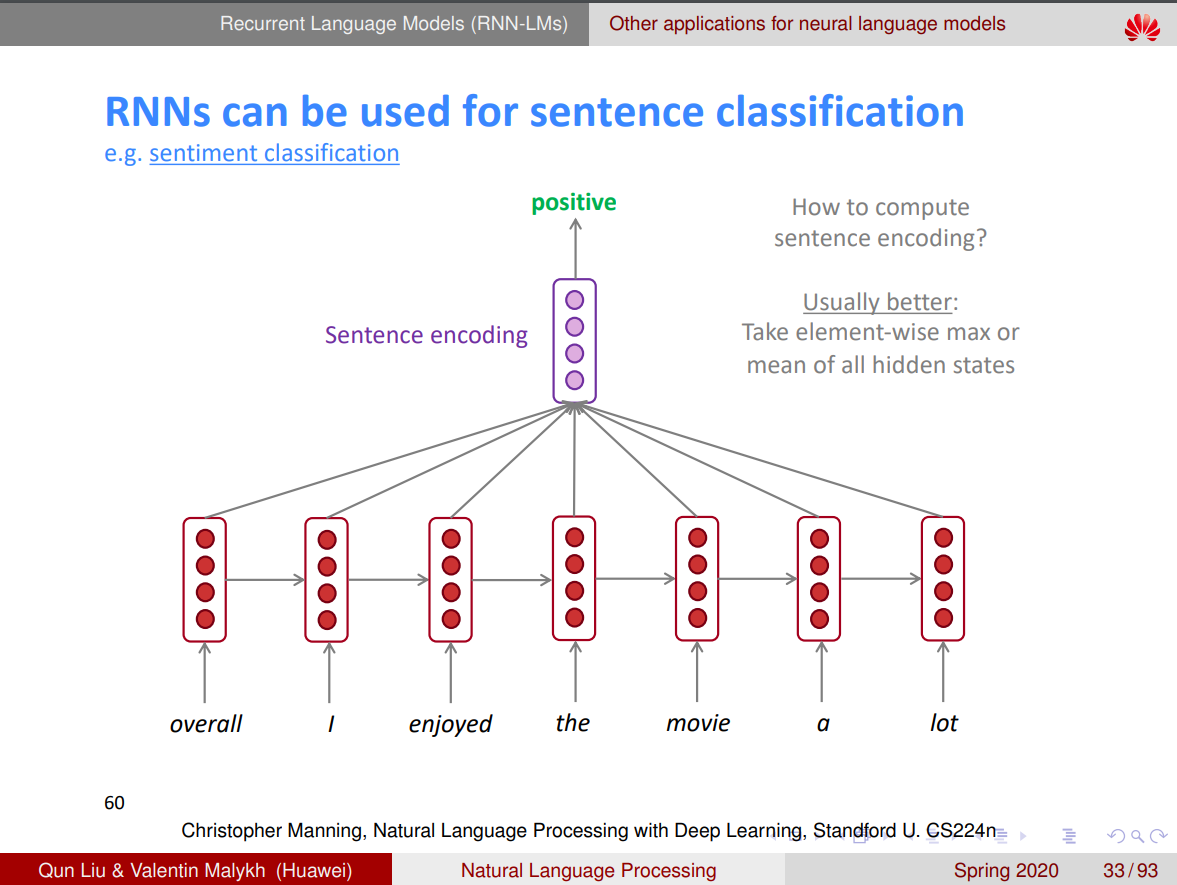 Recurrent Language Models (RNN-LMs) Other applications for neural language models
RNNs can be used for sentence classification
e.g. sentiment classification
positive
How to compute
sentence encoding?
Usually better:
Take element-wise max or
mean of all hidden states
Sentence encoding
overall I enjoyed the movie a lot
60
Christopher Manning, Natural Language Processing with Deep Learning, Standford U. CS224n
Qun Liu & Valentin Malykh (Huawei) Natural Language Processing Spring 2020 33 / 93